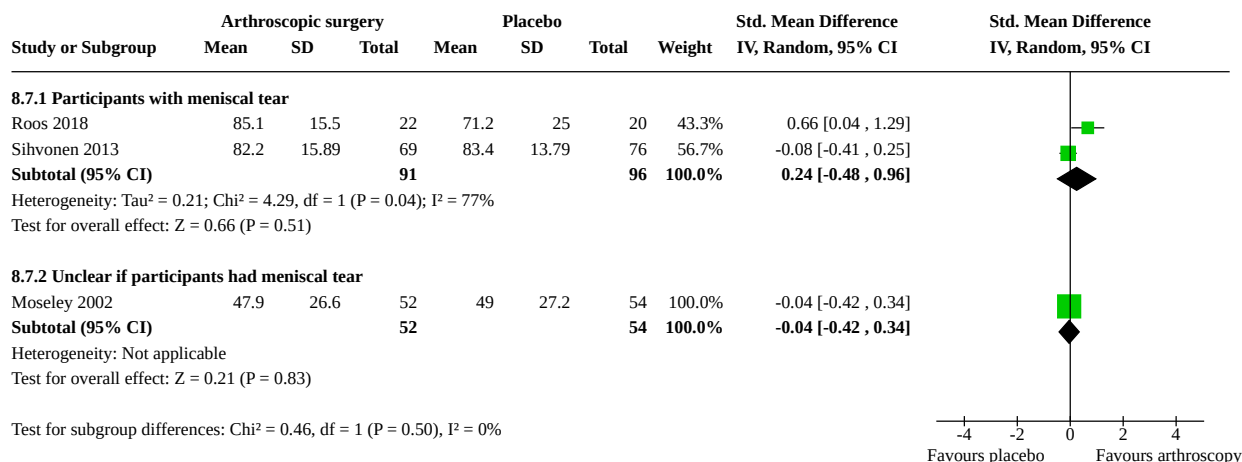 Arthroscopic surgery Placebo Std. Mean Difference Std. Mean Difference
Study or Subgroup Mean SD Total Mean SD Total Weight IV, Random, 95% CI IV, Random, 95% CI
8.7.1 Participants with meniscal tear
Roos 2018 85.1 15.5 22 71.2 25 20 43.3% 0.66 [0.04 , 1.29]
Sihvonen 2013 82.2 15.89 69 83.4 13.79 76 56.7% -0.08 [-0.41 , 0.25]
Subtotal (95% CI) 91 96 100.0% 0.24 [-0.48 , 0.96]
Heterogeneity: Tau² = 0.21; Chi² = 4.29, df = 1 (P = 0.04); I² = 77%
Test for overall effect: Z = 0.66 (P = 0.51)
8.7.2 Unclear if participants had meniscal tear
Moseley 2002 47.9 26.6 52 49 27.2 54 100.0% -0.04 [-0.42 , 0.34]
Subtotal (95% CI) 52 54 100.0% -0.04 [-0.42 , 0.34]
Heterogeneity: Not applicable
Test for overall effect: Z = 0.21 (P = 0.83)
Test for subgroup differences: Chi² = 0.46, df = 1 (P = 0.50), I² = 0%
-4 -2 0 2 4
Favours placebo Favours arthroscopy